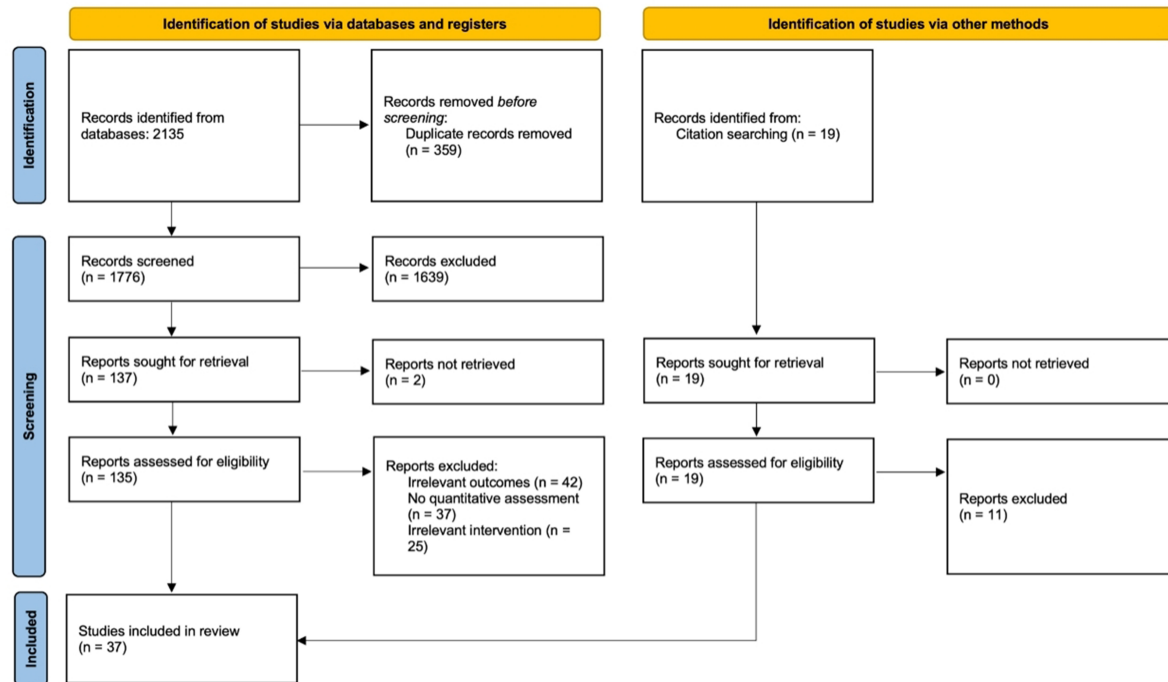 Identification of studies via databases and registers
Identification of studies via other methods
Identification
Records identified from
databases: 2135
Records removed before
screening:
Duplicate records removed
(n = 359)
Records identified from:
Citation searching (n = 19)
Screening
Records screened
(n = 1776)
Records excluded
(n = 1639)
Reports sought for retrieval
(n = 137)
Reports not retrieved
(n = 2)
Reports sought for retrieval
(n = 19)
Reports not retrieved
(n = 0)
Reports assessed for eligibility
(n = 135)
Reports excluded:
Irrelevant outcomes (n = 42)
No quantitative assessment
(n = 37)
Irrelevant intervention (n =
25)
Reports assessed for eligibility
(n = 19)
Reports excluded
(n = 11)
Included
Studies included in review
(n = 37)